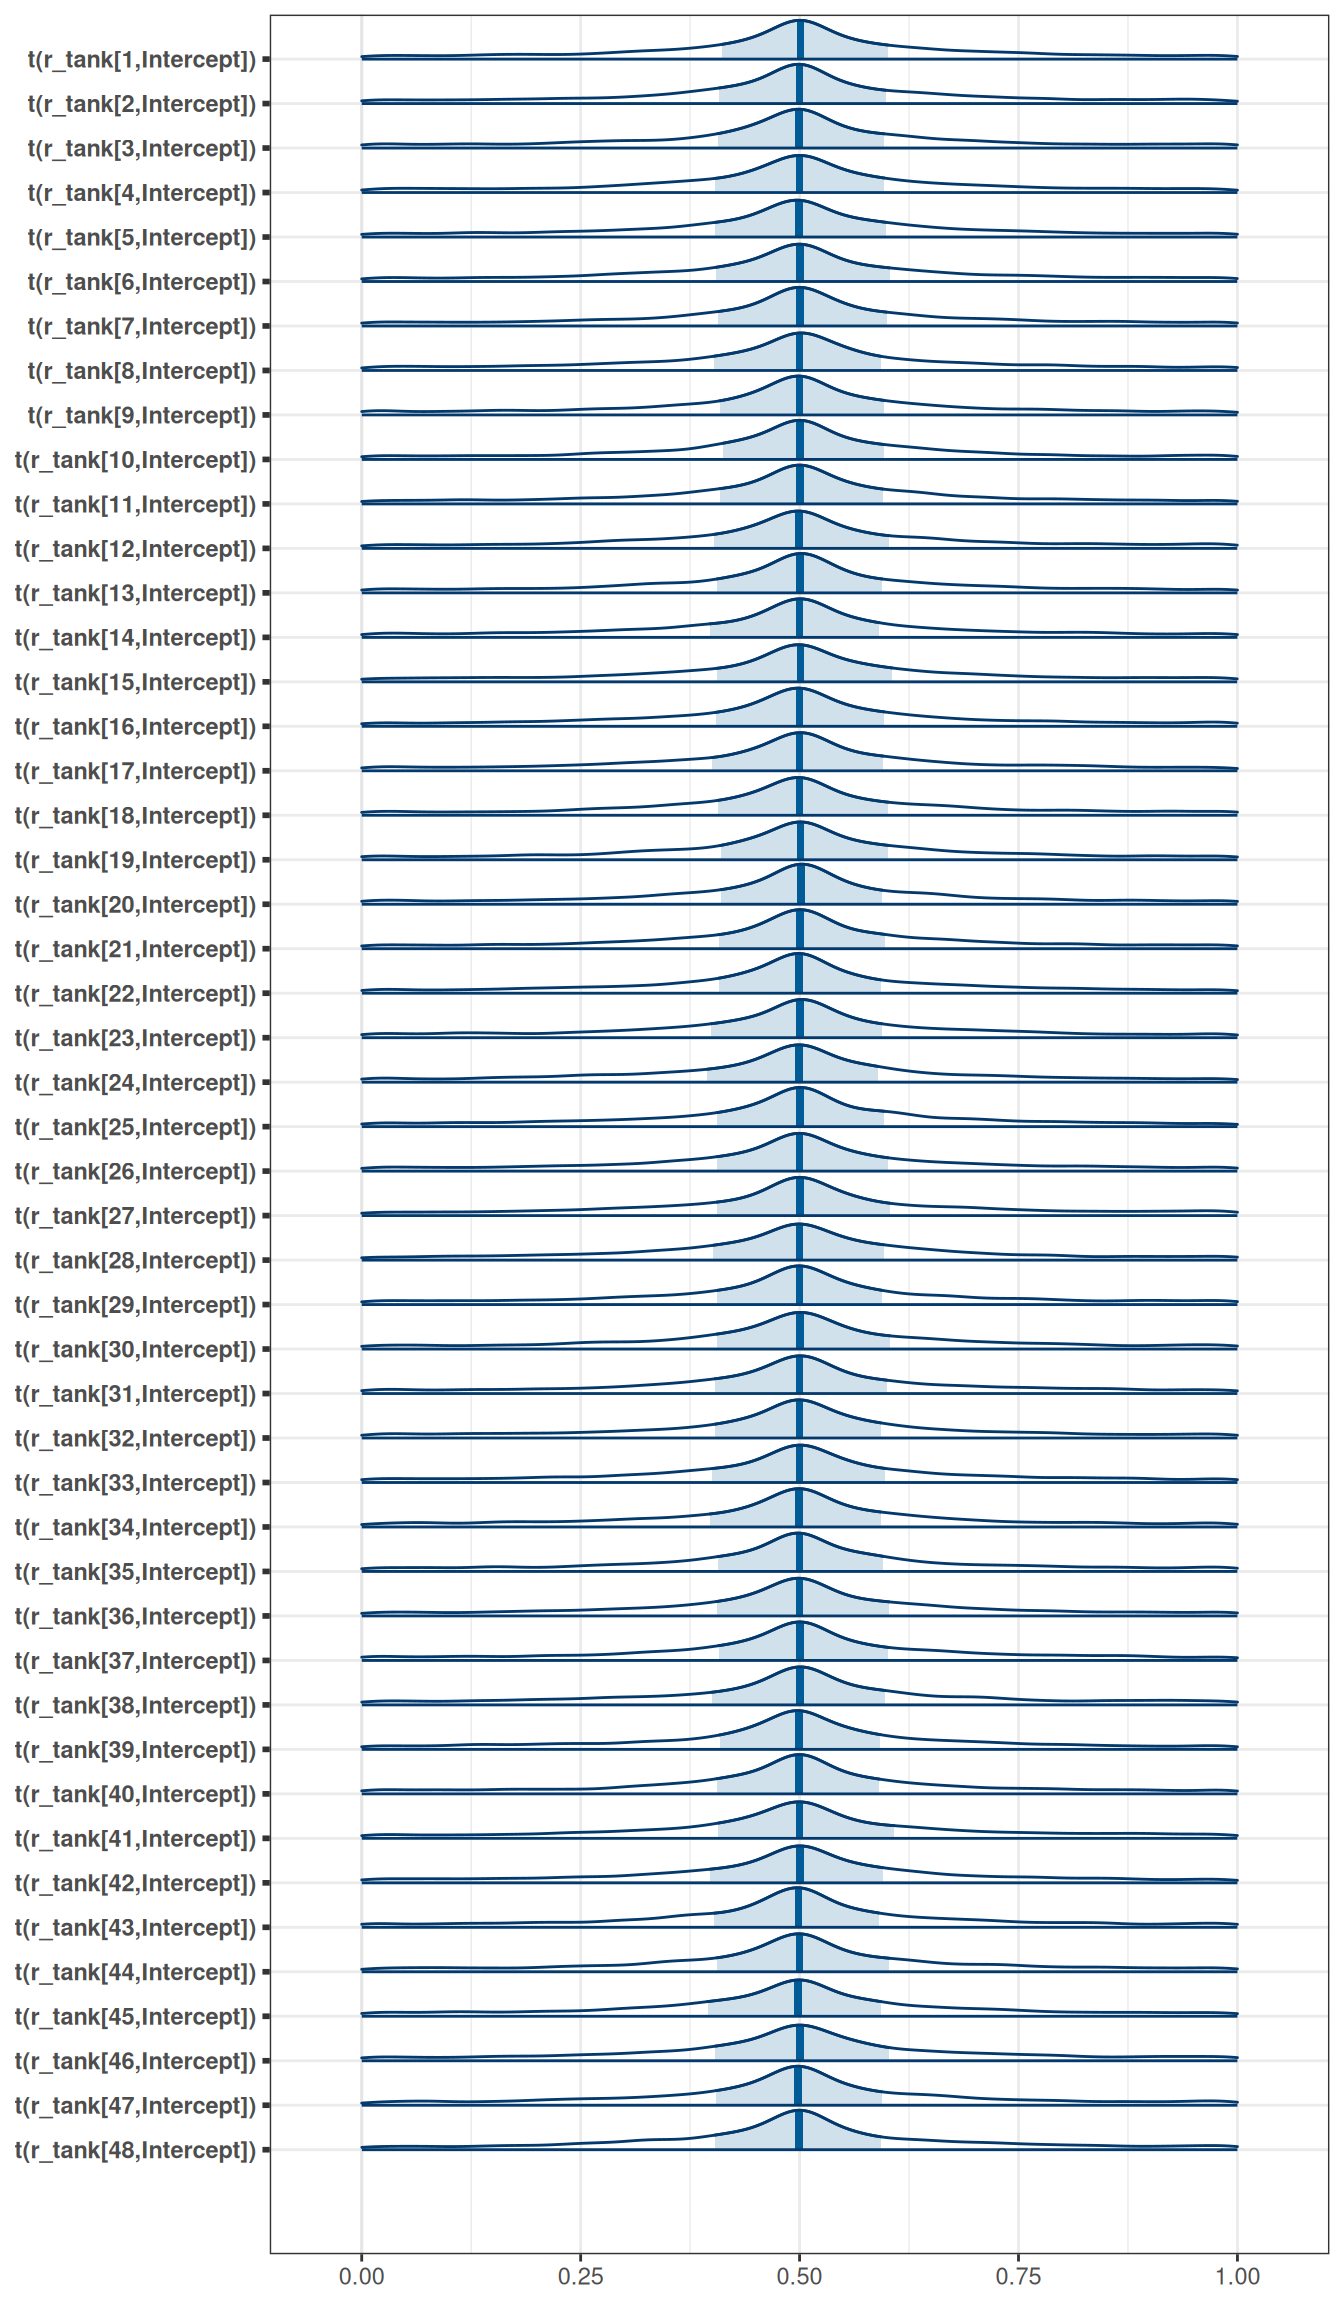 t(r_tank[1,Intercept])
t(r_tank[2,Intercept])
t(r_tank[3,Intercept])
t(r_tank[4,Intercept])
t(r_tank[5,Intercept])
t(r_tank[6,Intercept])
t(r_tank[7,Intercept])
t(r_tank[8,Intercept])
t(r_tank[9,Intercept])
t(r_tank[10,Intercept])
t(r_tank[11,Intercept])
t(r_tank[12,Intercept])
t(r_tank[13,Intercept])
t(r_tank[14,Intercept])
t(r_tank[15,Intercept])
t(r_tank[16,Intercept])
t(r_tank[17,Intercept])
t(r_tank[18,Intercept])
t(r_tank[19,Intercept])
t(r_tank[20,Intercept])
t(r_tank[21,Intercept])
t(r_tank[22,Intercept])
t(r_tank[23,Intercept])
t(r_tank[24,Intercept])
t(r_tank[25,Intercept])
t(r_tank[26,Intercept])
t(r_tank[27,Intercept])
t(r_tank[28,Intercept])
t(r_tank[29,Intercept])
t(r_tank[30,Intercept])
t(r_tank[31,Intercept])
t(r_tank[32,Intercept])
t(r_tank[33,Intercept])
t(r_tank[34,Intercept])
t(r_tank[35,Intercept])
t(r_tank[36,Intercept])
t(r_tank[37,Intercept])
t(r_tank[38,Intercept])
t(r_tank[39,Intercept])
t(r_tank[40,Intercept])
t(r_tank[41,Intercept])
t(r_tank[42,Intercept])
t(r_tank[43,Intercept])
t(r_tank[44,Intercept])
t(r_tank[45,Intercept])
t(r_tank[46,Intercept])
t(r_tank[47,Intercept])
t(r_tank[48,Intercept])
0.00 0.25 0.50 0.75 1.00